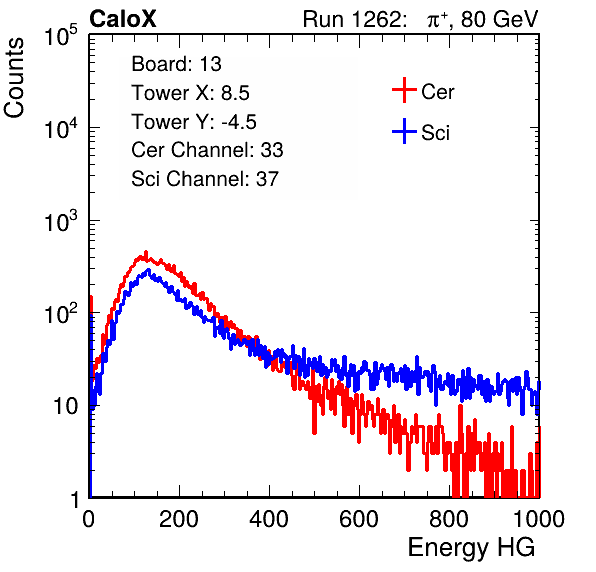 CaloX Run 1262: π⁺, 80 GeV
Counts
10⁵
10⁴
10³
10²
10
1
Board: 13
Tower X: 8.5
Tower Y: -4.5
Cer Channel: 33
Sci Channel: 37
Cer
Sci
0 200 400 600 800 1000
Energy HG